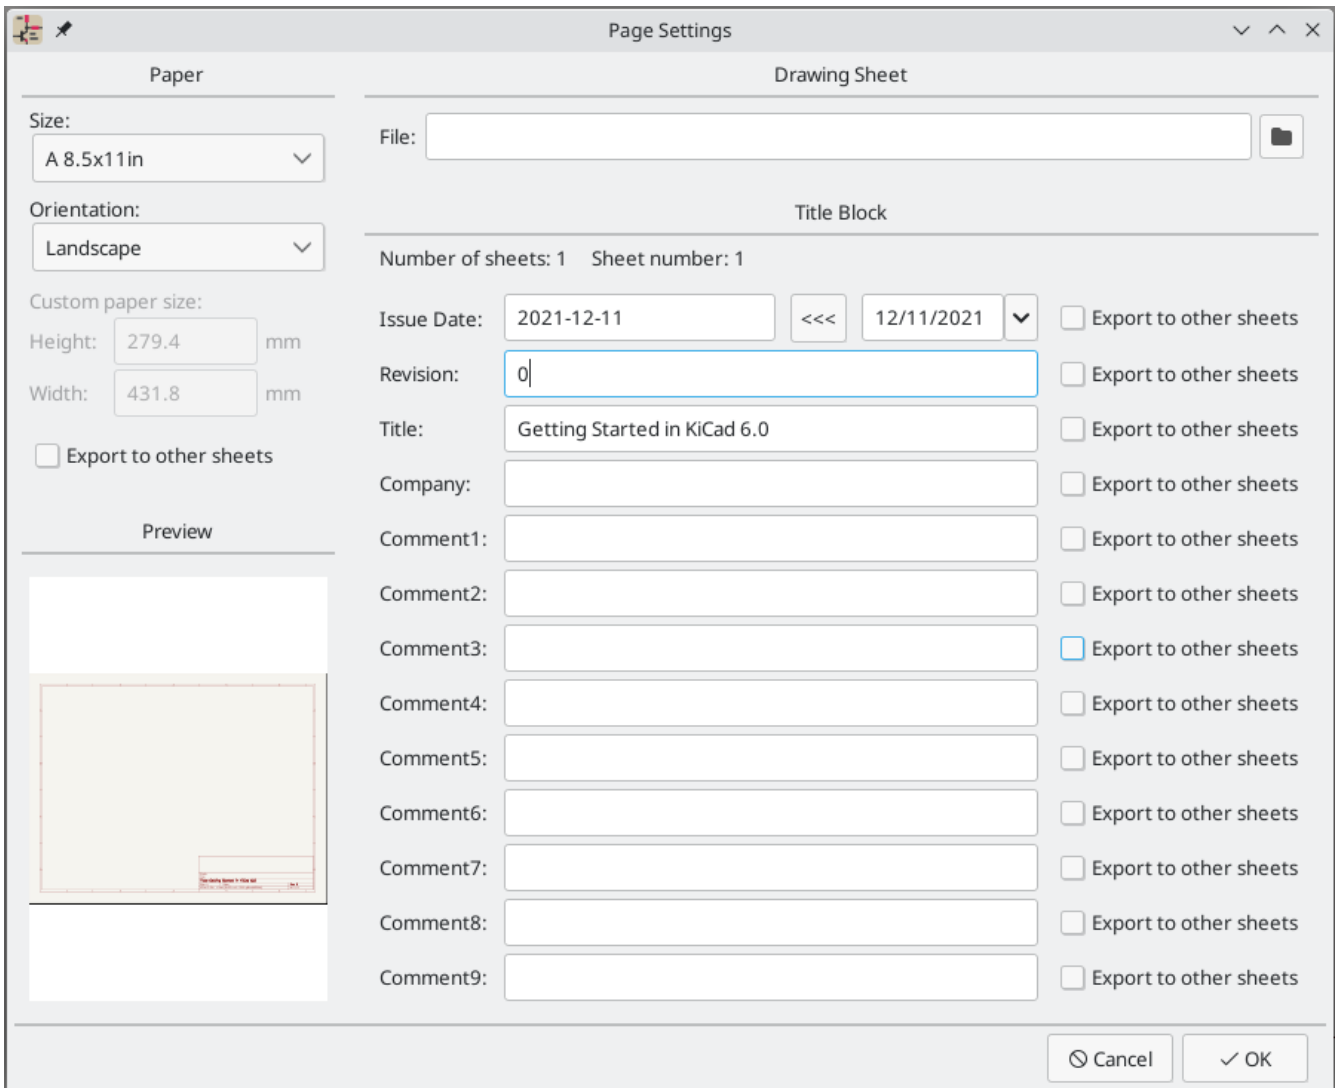 Page Settings
Paper
Size:
A 8.5x11in
Orientation:
Landscape
Custom paper size:
Height: 279.4 mm
Width: 431.8 mm
Export to other sheets
Preview
Drawing Sheet
File:
Title Block
Number of sheets: 1 Sheet number: 1
Issue Date: 2021-12-11 <<< 12/11/2021 Export to other sheets
Revision: 0 Export to other sheets
Title: Getting Started in KiCad 6.0 Export to other sheets
Company: Export to other sheets
Comment1: Export to other sheets
Comment2: Export to other sheets
Comment3: Export to other sheets
Comment4: Export to other sheets
Comment5: Export to other sheets
Comment6: Export to other sheets
Comment7: Export to other sheets
Comment8: Export to other sheets
Comment9: Export to other sheets
Cancel OK